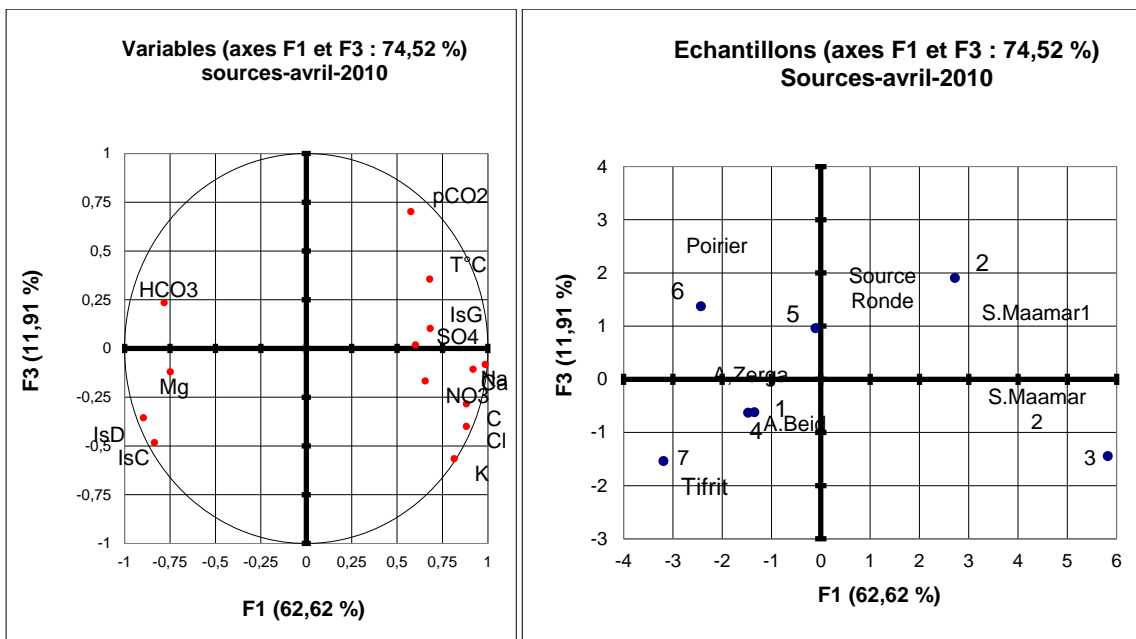 Variables (axes F1 et F3 : 74,52 %)
sources-avril-2010
1
0,75
0,5
0,25
0
-0,25
-0,5
-0,75
-1
F3 (11,91 %)
pCO2
T°C
HCO3
IsG
SO4
Mg
Na
Ca
NO3
IsD
C
IsC
Cl
K
-1 -0,75 -0,5 -0,25 0 0,25 0,5 0,75 1
F1 (62,62 %)
Echantillons (axes F1 et F3 : 74,52 %)
Sources-avril-2010
4
3
2
1
0
-1
-2
-3
F3 (11,91 %)
Poirier
Source
Ronde
2
6
5
S.Maamar1
A,Zerga
S.Maamar
2
1
A.Beid
4
7
3
Tifrit
-4 -3 -2 -1 0 1 2 3 4 5 6
F1 (62,62 %)